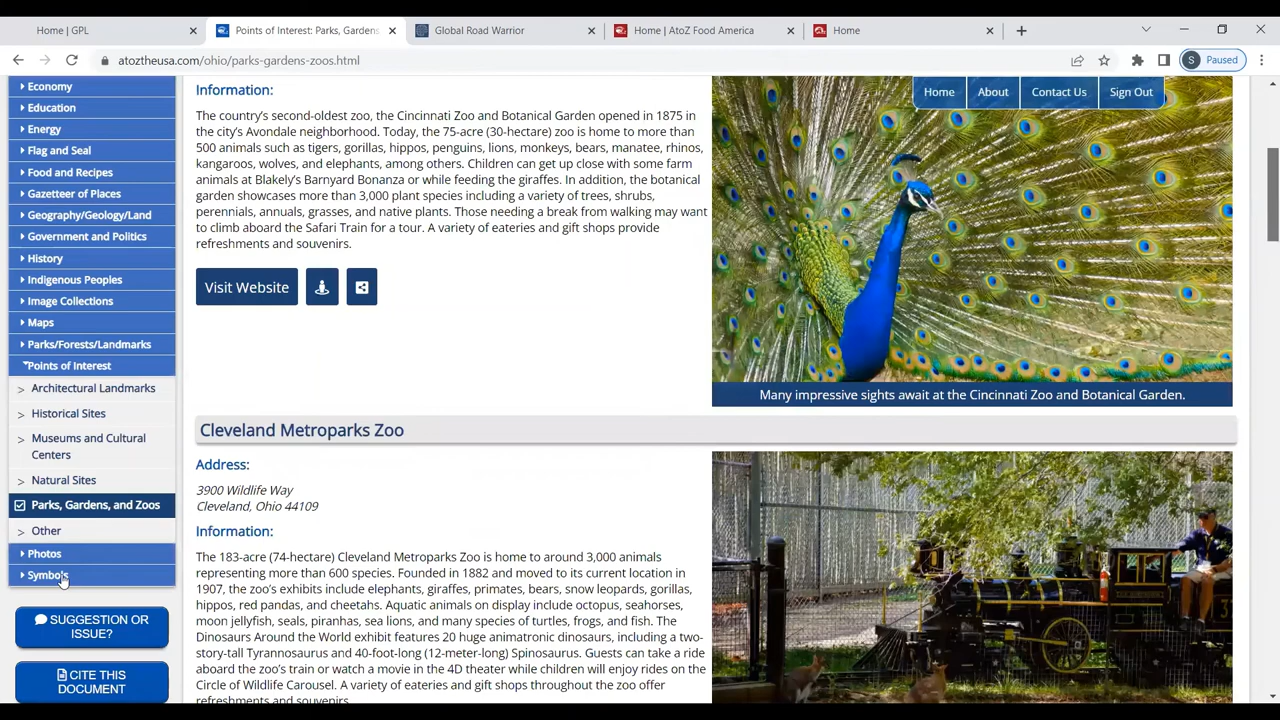 Home | GPL
Points of Interest: Parks, Gardens
Global Road Warrior
Home | AtoZ Food America
Home
atoztheusa.com/ohio/parks-gardens-zoos.html
S Paused
Home
About
Contact Us
Sign Out
Economy
Education
Energy
Flag and Seal
Food and Recipes
Gazetteer of Places
Geography/Geology/Land
Government and Politics
History
Indigenous Peoples
Image Collections
Maps
Parks/Forests/Landmarks
Points of Interest
> Architectural Landmarks
> Historical Sites
> Museums and Cultural
Centers
> Natural Sites
Parks, Gardens, and Zoos
> Other
Photos
Symbols
SUGGESTION OR
ISSUE?
CITE THIS
DOCUMENT
Information:
The country's second-oldest zoo, the Cincinnati Zoo and Botanical Garden opened in 1875 in
the city's Avondale neighborhood. Today, the 75-acre (30-hectare) zoo is home to more than
500 animals such as tigers, gorillas, hippos, penguins, lions, monkeys, bears, manatee, rhinos,
kangaroos, wolves, and elephants, among others. Children can get up close with some farm
animals at Blakely's Barnyard Bonanza or while feeding the giraffes. In addition, the botanical
garden showcases more than 3,000 plant species including a variety of trees, shrubs,
perennials, annuals, grasses, and native plants. Those needing a break from walking may want
to climb aboard the Safari Train for a tour. A variety of eateries and gift shops provide
refreshments and souvenirs.
Visit Website
Many impressive sights await at the Cincinnati Zoo and Botanical Garden.
Cleveland Metroparks Zoo
Address:
3900 Wildlife Way
Cleveland, Ohio 44109
Information:
The 183-acre (74-hectare) Cleveland Metroparks Zoo is home to around 3,000 animals
representing more than 600 species. Founded in 1882 and moved to its current location in
1907, the zoo's exhibits include elephants, giraffes, primates, bears, snow leopards, gorillas,
hippos, red pandas, and cheetahs. Aquatic animals on display include octopus, seahorses,
moon jellyfish, seals, piranhas, sea lions, and many species of turtles, frogs, and fish. The
Dinosaurs Around the World exhibit features 20 huge animatronic dinosaurs, including a two-
story-tall Tyrannosaurus and 40-foot-long (12-meter-long) Spinosaurus. Guests can take a ride
aboard the zoo's train or watch a movie in the 4D theater while children will enjoy rides on the
Circle of Wildlife Carousel. A variety of eateries and gift shops throughout the zoo offer
refreshments and souvenirs.